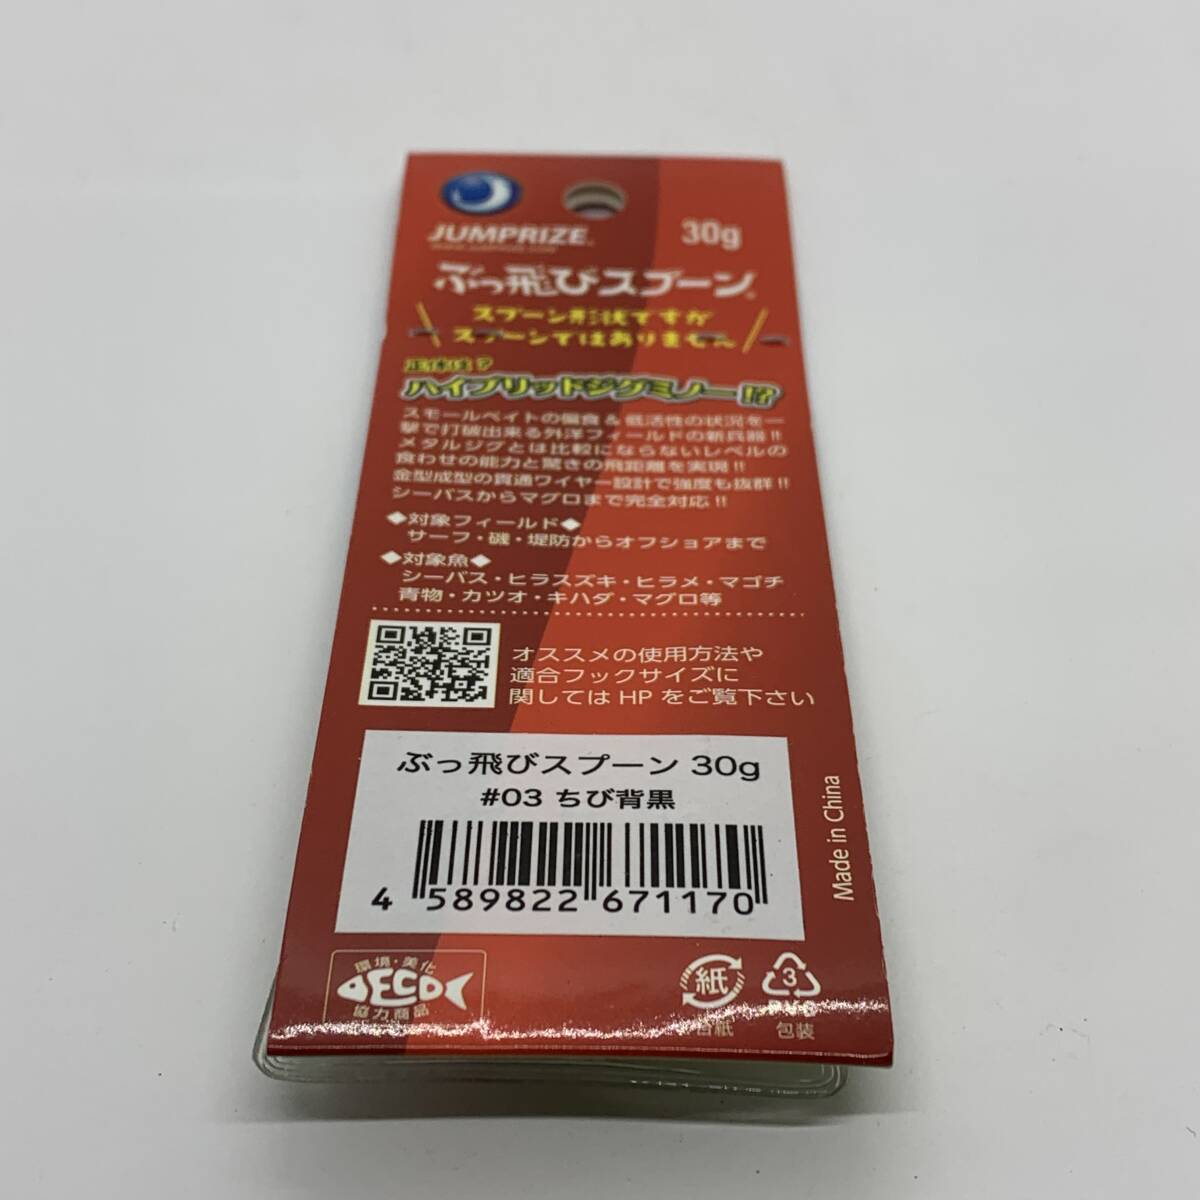 JUMPRIZE
30g
ぶっ飛びスプーン
スプーン形状ですが
スプーンではありません
正体は？
ハイブリッドジグミノー!?
スモールベイトの偏食 & 低活性の状況を一
撃で打破出来る外洋フィールドの新兵器!!
メタルジグとは比較にならないレベルの
食わせの能力と驚きの飛距離を実現!!
金型成型の貫通ワイヤー設計で強度も抜群!!
シーバスからマグロまで完全対応!!
◆対象フィールド◆
サーフ・磯・堤防からオフショアまで
◆対象魚◆
シーバス・ヒラスズキ・ヒラメ・マゴチ
青物・カツオ・キハダ・マグロ等
オススメの使用方法や
適合フックサイズに
関しては HP をご覧下さい
ぶっ飛びスプーン 30g
#03 ちび背黒
4 589822 671170
Made in China
環境・美化
ECO
協力商品
紙
台紙
3
PVC
包装